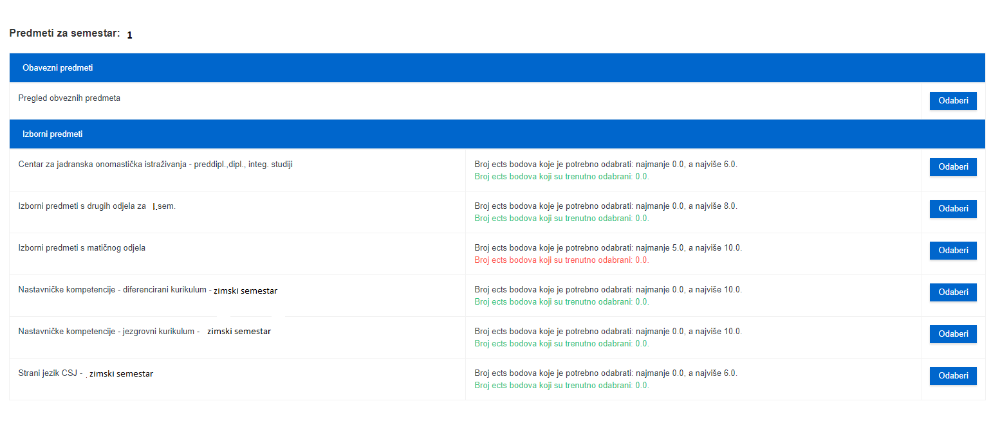 Predmeti za semestar: 1
Obavezni predmeti
Pregled obveznih predmeta
Odaberi
Izborni predmeti
Centar za jadranska onomastička istraživanja - preddipl.,dipl., integ. studiji
Broj ects bodova koje je potrebno odabrati: najmanje 0.0, a najviše 6.0.
Broj ects bodova koji su trenutno odabrani: 0.0.
Odaberi
Izborni predmeti s drugih odjela za I.sem.
Broj ects bodova koje je potrebno odabrati: najmanje 0.0, a najviše 8.0.
Broj ects bodova koji su trenutno odabrani: 0.0.
Odaberi
Izborni predmeti s matičnog odjela
Broj ects bodova koje je potrebno odabrati: najmanje 5.0, a najviše 10.0.
Broj ects bodova koji su trenutno odabrani: 0.0.
Odaberi
Nastavničke kompetencije - diferencirani kurikulum - zimski semestar
Broj ects bodova koje je potrebno odabrati: najmanje 0.0, a najviše 10.0.
Broj ects bodova koji su trenutno odabrani: 0.0.
Odaberi
Nastavničke kompetencije - jezgrovni kurikulum - zimski semestar
Broj ects bodova koje je potrebno odabrati: najmanje 0.0, a najviše 10.0.
Broj ects bodova koji su trenutno odabrani: 0.0.
Odaberi
Strani jezik CSJ - zimski semestar
Broj ects bodova koje je potrebno odabrati: najmanje 0.0, a najviše 6.0.
Broj ects bodova koji su trenutno odabrani: 0.0.
Odaberi